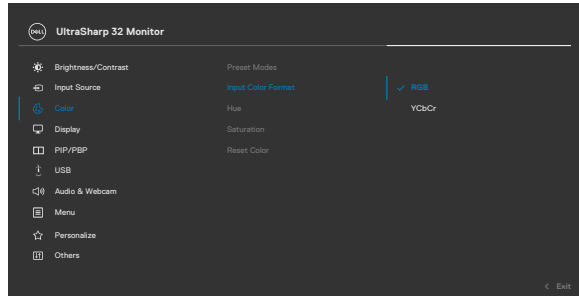 DELL UltraSharp 32 Monitor
Brightness/Contrast Preset Modes
Input Source Input Color Format RGB
Color Hue YCbCr
Display Saturation
PIP/PBP Reset Color
USB
Audio & Webcam
Menu
Personalize
Others
< Exit